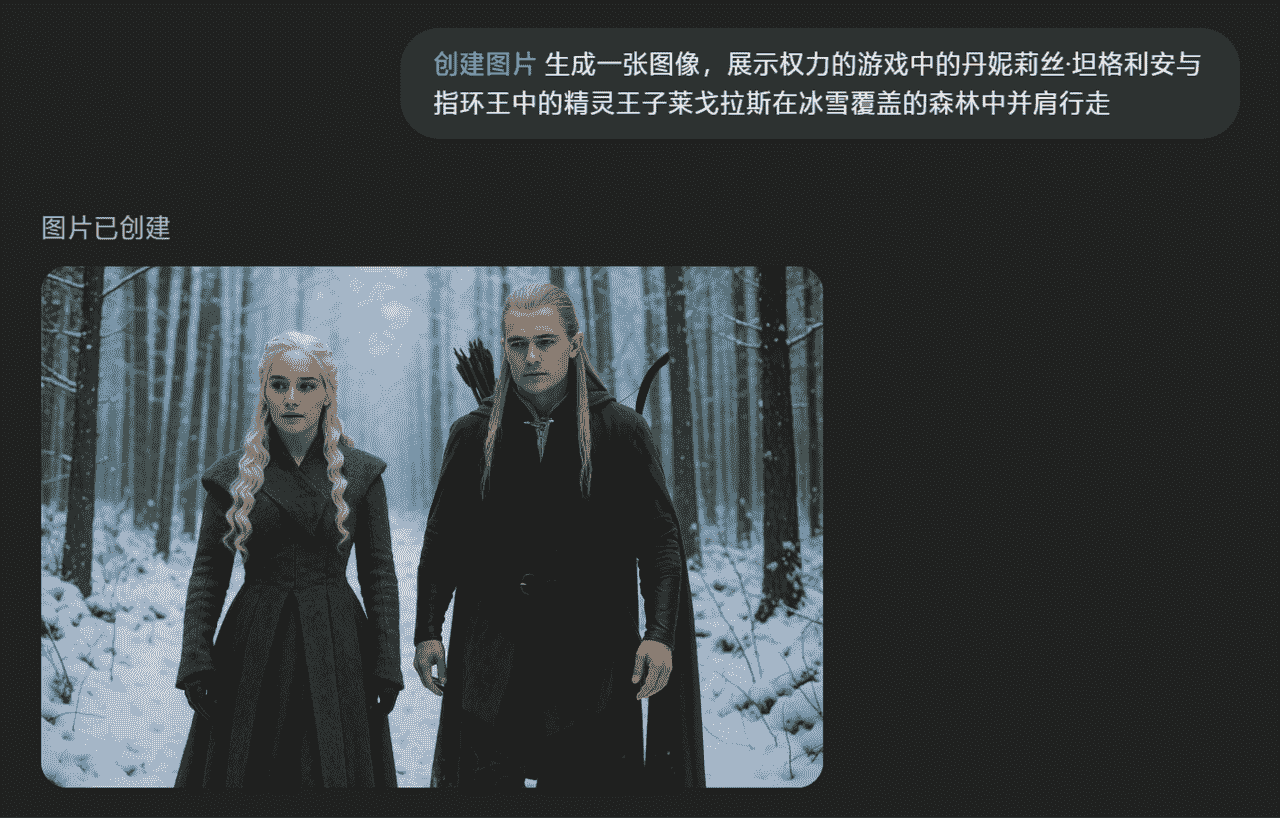 创建图片 生成一张图像，展示权力的游戏中的丹妮莉丝·坦格利安与
指环王中的精灵王子莱戈拉斯在冰雪覆盖的森林中并肩行走
图片已创建